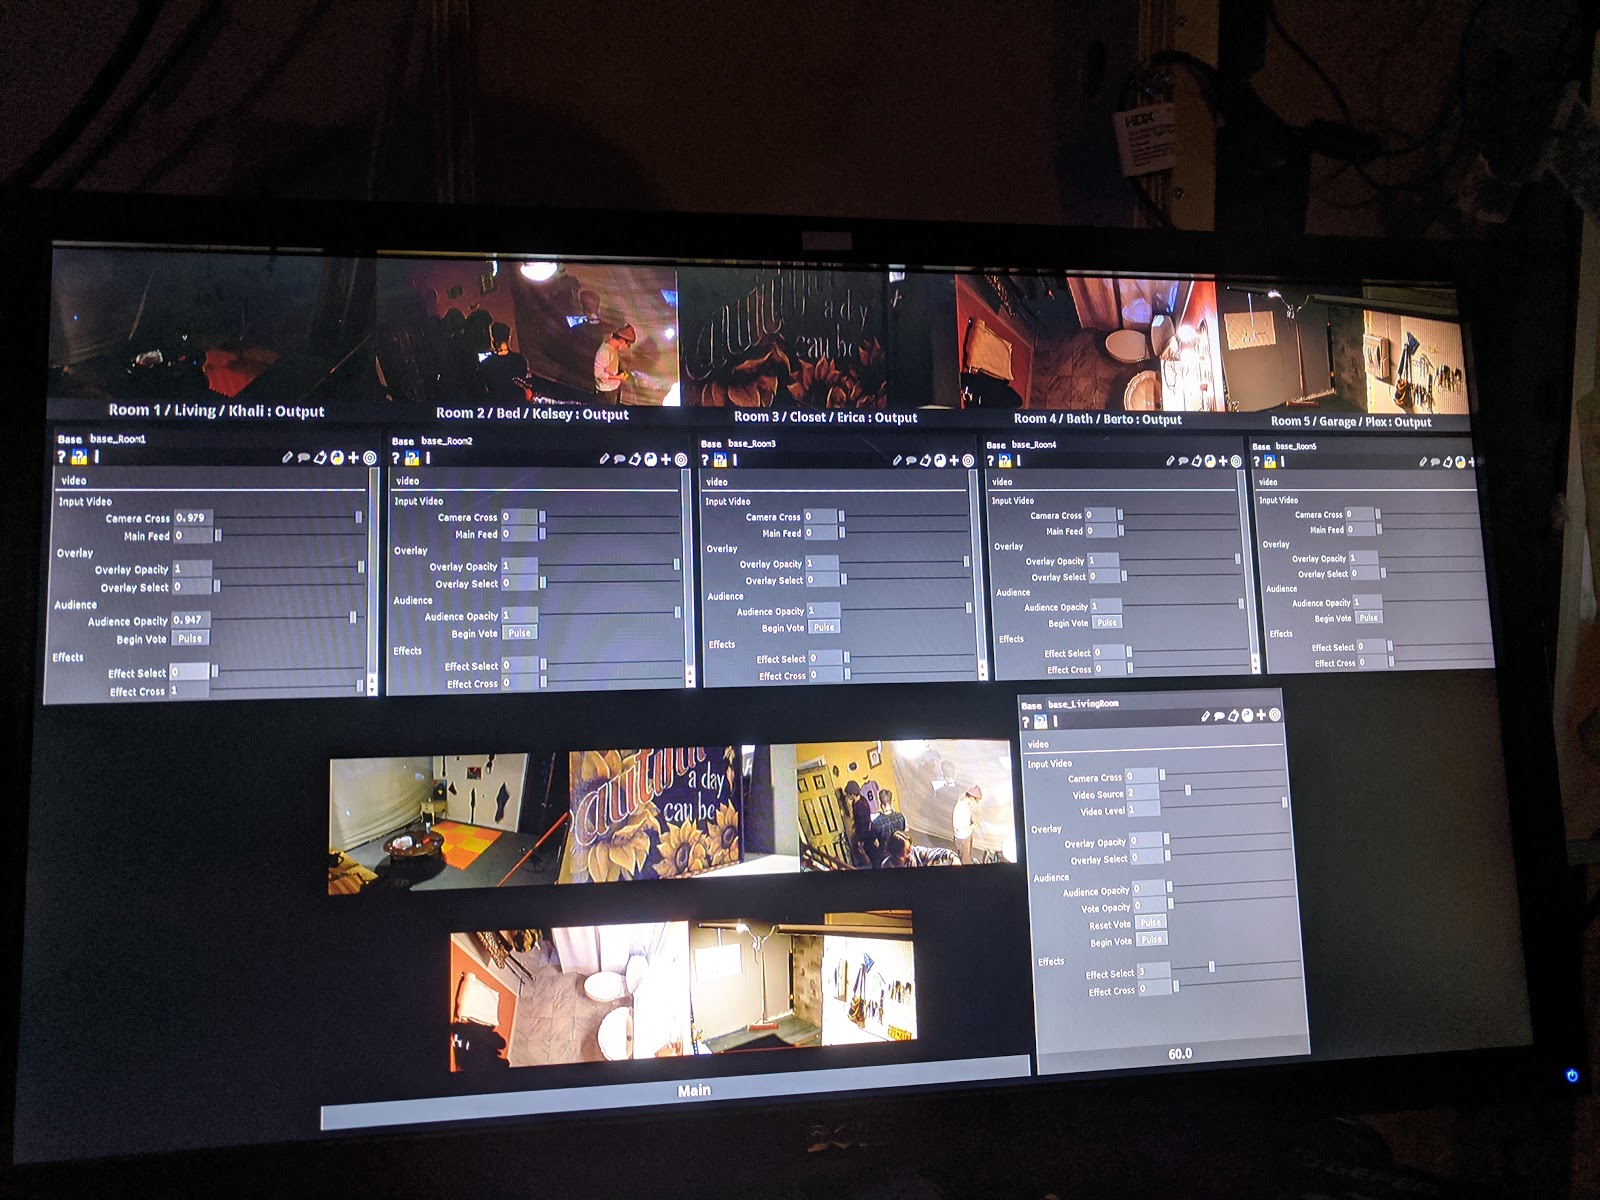 HDX
autumn
a day
can be
Room 1 / Living / Khali : Output
Room 2 / Bed / Kelsey : Output
Room 3 / Closet / Erica : Output
Room 4 / Bath / Berto : Output
Room 5 / Garage / Plex : Output
Base base_Room1
?
video
Input Video
Camera Cross 0.979
Main Feed 0
Overlay
Overlay Opacity 1
Overlay Select 0
Audience
Audience Opacity 0.947
Begin Vote Pulse
Effects
Effect Select 0
Effect Cross 1
Base base_Room2
?
video
Input Video
Camera Cross 0
Main Feed 0
Overlay
Overlay Opacity 1
Overlay Select 0
Audience
Audience Opacity 1
Begin Vote Pulse
Effects
Effect Select 0
Effect Cross 0
Base base_Room3
?
video
Input Video
Camera Cross 0
Main Feed 0
Overlay
Overlay Opacity 1
Overlay Select 0
Audience
Audience Opacity 1
Begin Vote Pulse
Effects
Effect Select 0
Effect Cross 0
Base base_Room4
?
video
Input Video
Camera Cross 0
Main Feed 0
Overlay
Overlay Opacity 1
Overlay Select 0
Audience
Audience Opacity 1
Begin Vote Pulse
Effects
Effect Select 0
Effect Cross 0
Base base_Room5
?
video
Input Video
Camera Cross 0
Main Feed 0
Overlay
Overlay Opacity 1
Overlay Select 0
Audience
Audience Opacity 1
Begin Vote Pulse
Effects
Effect Select 0
Effect Cross 0
autumn
a day
can be
Base base_LivingRoom
?
video
Input Video
Camera Cross 0
Video Source 2
Video Level 1
Overlay
Overlay Opacity 0
Overlay Select 0
Audience
Audience Opacity 0
Vote Opacity 0
Reset Vote Pulse
Begin Vote Pulse
Effects
Effect Select 3
Effect Cross 0
60.0
Main